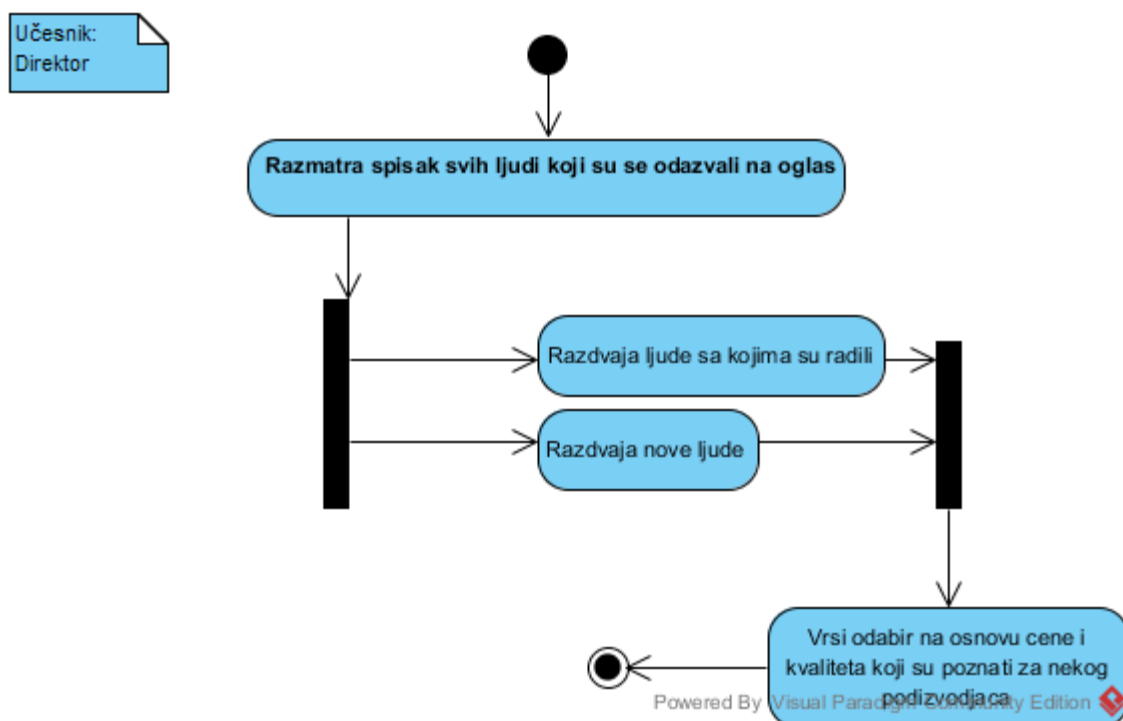 Učesnik:
Direktor
Razmatra spisak svih ljudi koji su se odazvali na oglas
Razdvaja ljude sa kojima su radili
Razdvaja nove ljude
Vrsi odabir na osnovu cene i
kvaliteta koji su poznati za nekog
podizvodjaca
Powered By Visual Paradigm Community Edition